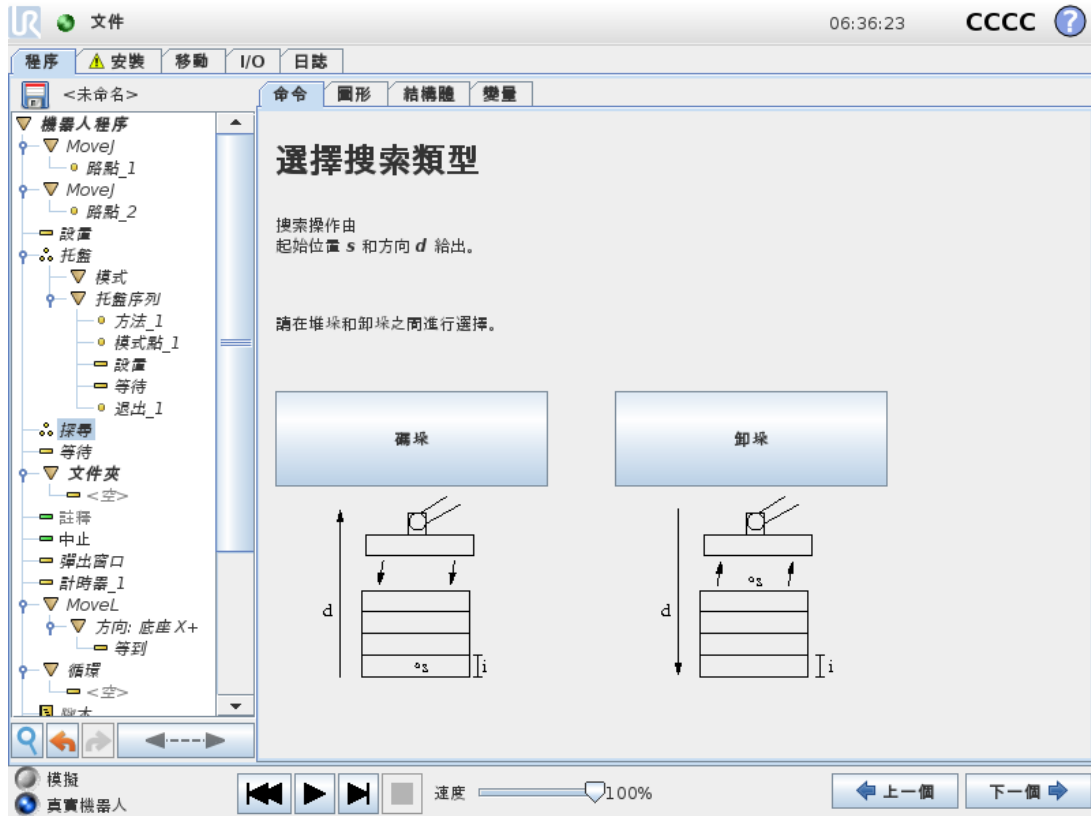 UR 文件 06:36:23 CCCC ?
程序 安裝 移動 I/O 日誌
<未命名>
命令 圖形 結構體 變量
機器人程序
MoveJ
路點_1
MoveJ
路點_2
設置
托盤
模式
托盤序列
方法_1
模式點_1
設置
等待
退出_1
探尋
等待
文件夾
<空>
註釋
中止
彈出窗口
計時器_1
MoveL
方向: 底座 X+
等到
循環
<空>
腳本
選擇搜索類型
搜索操作由
起始位置 s 和方向 d 給出。
請在堆垛和卸垛之間進行選擇。
碼垛 卸垛
d s i
d s i
模擬
真實機器人
速度 100%
上一個 下一個